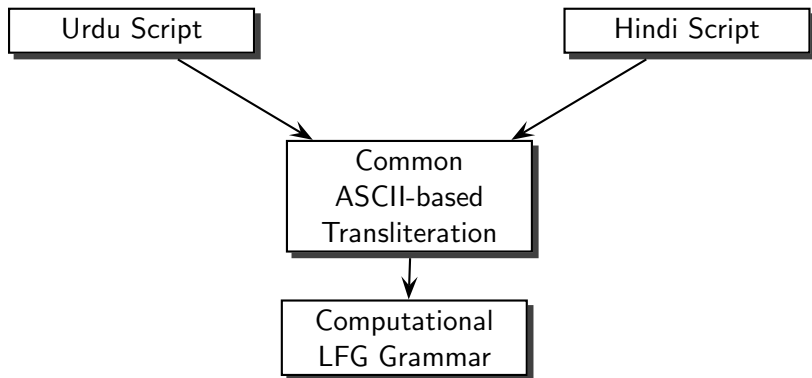 Urdu Script
Hindi Script
Common
ASCII-based
Transliteration
Computational
LFG Grammar